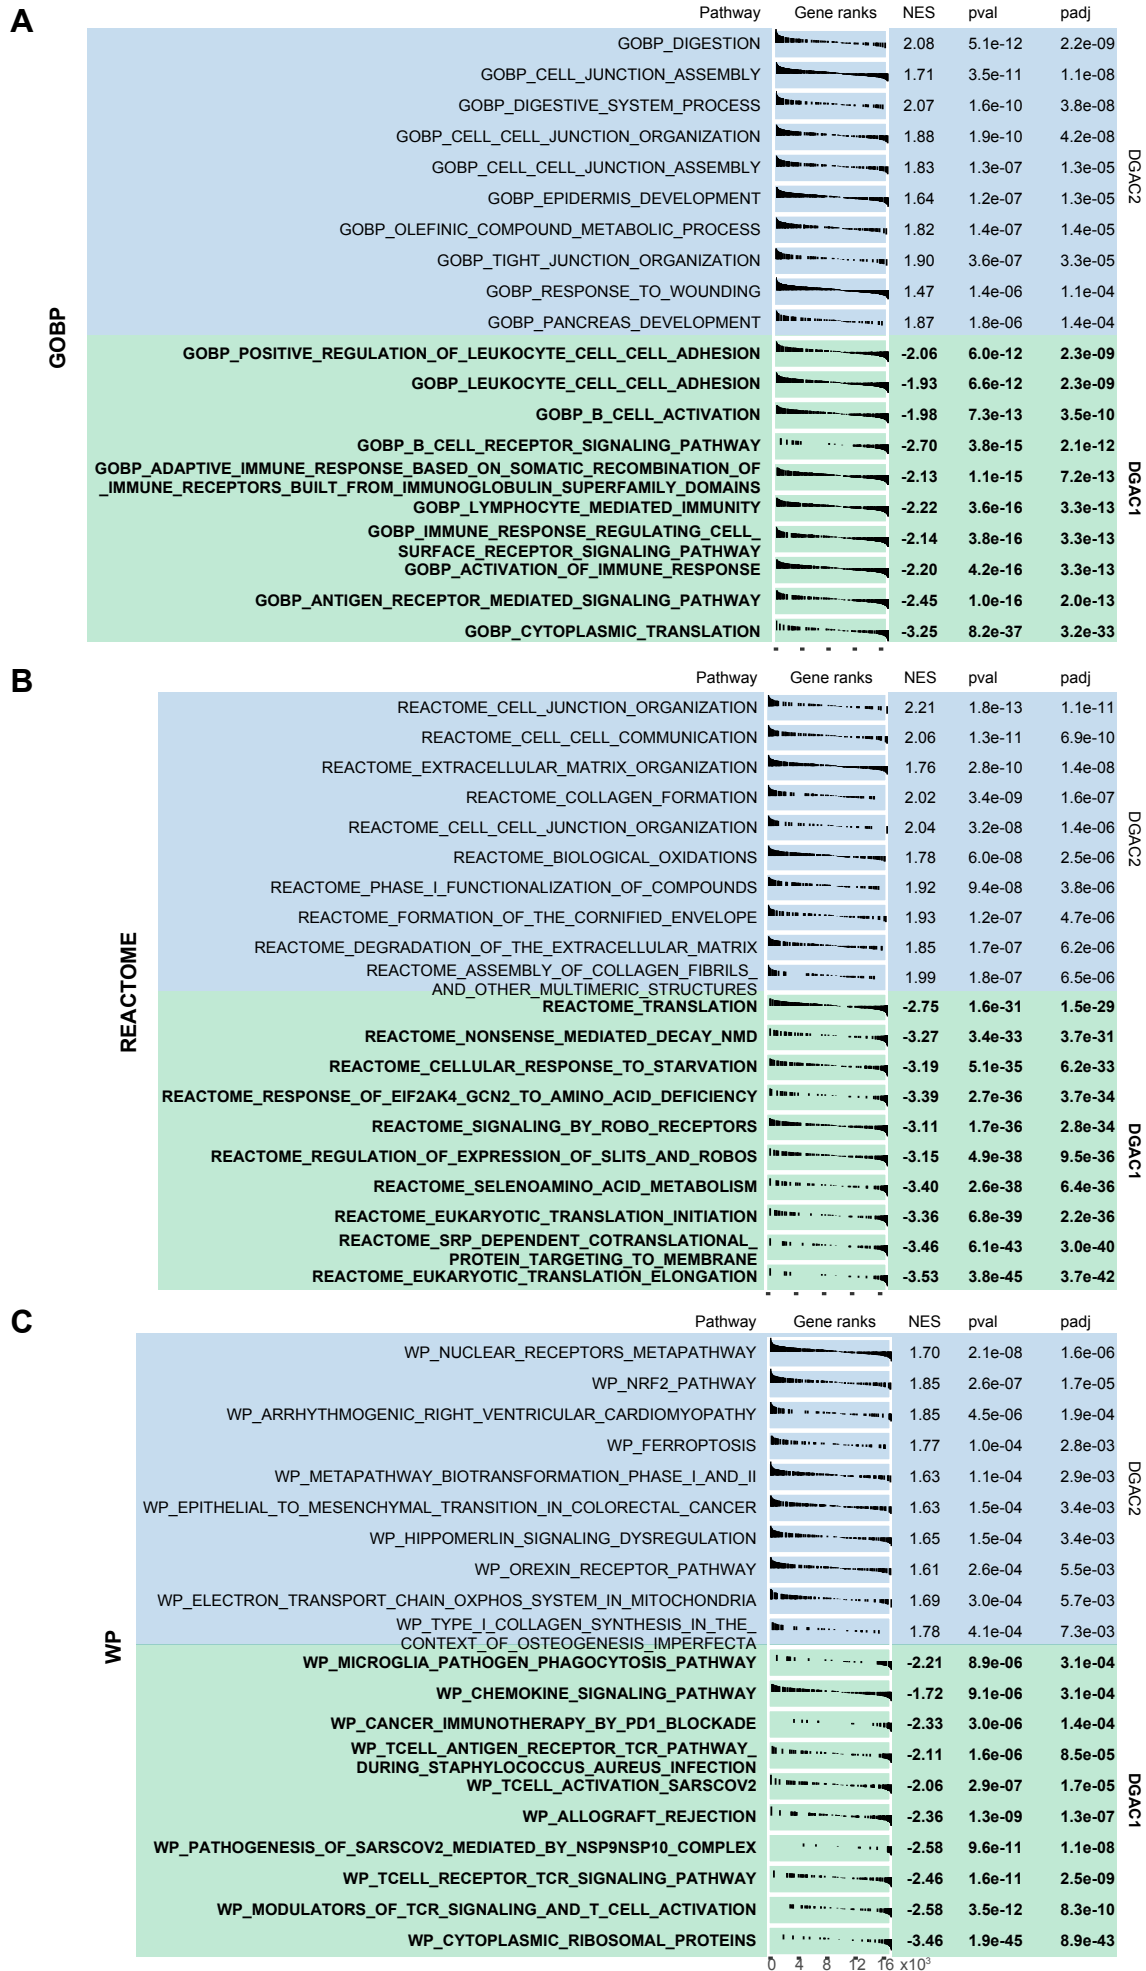 A
Pathway Gene ranks NES pval padj
GOBP_DIGESTION 2.08 5.1e-12 2.2e-09
GOBP_CELL_JUNCTION_ASSEMBLY 1.71 3.5e-11 1.1e-08
GOBP_DIGESTIVE_SYSTEM_PROCESS 2.07 1.6e-10 3.8e-08
GOBP_CELL_CELL_JUNCTION_ORGANIZATION 1.88 1.9e-10 4.2e-08
GOBP_CELL_CELL_JUNCTION_ASSEMBLY 1.83 1.3e-07 1.3e-05
GOBP_EPIDERMIS_DEVELOPMENT 1.64 1.2e-07 1.3e-05
GOBP_OLEFINIC_COMPOUND_METABOLIC_PROCESS 1.82 1.4e-07 1.4e-05
GOBP_TIGHT_JUNCTION_ORGANIZATION 1.90 3.6e-07 3.3e-05
GOBP_RESPONSE_TO_WOUNDING 1.47 1.4e-06 1.1e-04
GOBP_PANCREAS_DEVELOPMENT 1.87 1.8e-06 1.4e-04
DGAC2
GOBP
GOBP_POSITIVE_REGULATION_OF_LEUKOCYTE_CELL_CELL_ADHESION -2.06 6.0e-12 2.3e-09
GOBP_LEUKOCYTE_CELL_CELL_ADHESION -1.93 6.6e-12 2.3e-09
GOBP_B_CELL_ACTIVATION -1.98 7.3e-13 3.5e-10
GOBP_B_CELL_RECEPTOR_SIGNALING_PATHWAY -2.70 3.8e-15 2.1e-12
GOBP_ADAPTIVE_IMMUNE_RESPONSE_BASED_ON_SOMATIC_RECOMBINATION_OF
_IMMUNE_RECEPTORS_BUILT_FROM_IMMUNOGLOBULIN_SUPERFAMILY_DOMAINS -2.13 1.1e-15 7.2e-13
GOBP_LYMPHOCYTE_MEDIATED_IMMUNITY -2.22 3.6e-16 3.3e-13
GOBP_IMMUNE_RESPONSE_REGULATING_CELL_
SURFACE_RECEPTOR_SIGNALING_PATHWAY -2.14 3.8e-16 3.3e-13
GOBP_ACTIVATION_OF_IMMUNE_RESPONSE -2.20 4.2e-16 3.3e-13
GOBP_ANTIGEN_RECEPTOR_MEDIATED_SIGNALING_PATHWAY -2.45 1.0e-16 2.0e-13
GOBP_CYTOPLASMIC_TRANSLATION -3.25 8.2e-37 3.2e-33
DGAC1
B
Pathway Gene ranks NES pval padj
REACTOME_CELL_JUNCTION_ORGANIZATION 2.21 1.8e-13 1.1e-11
REACTOME_CELL_CELL_COMMUNICATION 2.06 1.3e-11 6.9e-10
REACTOME_EXTRACELLULAR_MATRIX_ORGANIZATION 1.76 2.8e-10 1.4e-08
REACTOME_COLLAGEN_FORMATION 2.02 3.4e-09 1.6e-07
REACTOME_CELL_CELL_JUNCTION_ORGANIZATION 2.04 3.2e-08 1.4e-06
REACTOME_BIOLOGICAL_OXIDATIONS 1.78 6.0e-08 2.5e-06
REACTOME_PHASE_I_FUNCTIONALIZATION_OF_COMPOUNDS 1.92 9.4e-08 3.8e-06
REACTOME_FORMATION_OF_THE_CORNIFIED_ENVELOPE 1.93 1.2e-07 4.7e-06
REACTOME_DEGRADATION_OF_THE_EXTRACELLULAR_MATRIX 1.85 1.7e-07 6.2e-06
REACTOME_ASSEMBLY_OF_COLLAGEN_FIBRILS_
AND_OTHER_MULTIMERIC_STRUCTURES 1.99 1.8e-07 6.5e-06
DGAC2
REACTOME
REACTOME_TRANSLATION -2.75 1.6e-31 1.5e-29
REACTOME_NONSENSE_MEDIATED_DECAY_NMD -3.27 3.4e-33 3.7e-31
REACTOME_CELLULAR_RESPONSE_TO_STARVATION -3.19 5.1e-35 6.2e-33
REACTOME_RESPONSE_OF_EIF2AK4_GCN2_TO_AMINO_ACID_DEFICIENCY -3.39 2.7e-36 3.7e-34
REACTOME_SIGNALING_BY_ROBO_RECEPTORS -3.11 1.7e-36 2.8e-34
REACTOME_REGULATION_OF_EXPRESSION_OF_SLITS_AND_ROBOS -3.15 4.9e-38 9.5e-36
REACTOME_SELENOAMINO_ACID_METABOLISM -3.40 2.6e-38 6.4e-36
REACTOME_EUKARYOTIC_TRANSLATION_INITIATION -3.36 6.8e-39 2.2e-36
REACTOME_SRP_DEPENDENT_COTRANSLATIONAL_
PROTEIN_TARGETING_TO_MEMBRANE -3.46 6.1e-43 3.0e-40
REACTOME_EUKARYOTIC_TRANSLATION_ELONGATION -3.53 3.8e-45 3.7e-42
DGAC1
C
Pathway Gene ranks NES pval padj
WP_NUCLEAR_RECEPTORS_METAPATHWAY 1.70 2.1e-08 1.6e-06
WP_NRF2_PATHWAY 1.85 2.6e-07 1.7e-05
WP_ARRHYTHMOGENIC_RIGHT_VENTRICULAR_CARDIOMYOPATHY 1.85 4.5e-06 1.9e-04
WP_FERROPTOSIS 1.77 1.0e-04 2.8e-03
WP_METAPATHWAY_BIOTRANSFORMATION_PHASE_I_AND_II 1.63 1.1e-04 2.9e-03
WP_EPITHELIAL_TO_MESENCHYMAL_TRANSITION_IN_COLORECTAL_CANCER 1.63 1.5e-04 3.4e-03
WP_HIPPOMERLIN_SIGNALING_DYSREGULATION 1.65 1.5e-04 3.4e-03
WP_OREXIN_RECEPTOR_PATHWAY 1.61 2.6e-04 5.5e-03
WP_ELECTRON_TRANSPORT_CHAIN_OXPHOS_SYSTEM_IN_MITOCHONDRIA 1.69 3.0e-04 5.7e-03
WP_TYPE_I_COLLAGEN_SYNTHESIS_IN_THE_
CONTEXT_OF_OSTEOGENESIS_IMPERFECTA 1.78 4.1e-04 7.3e-03
DGAC2
WP
WP_MICROGLIA_PATHOGEN_PHAGOCYTOSIS_PATHWAY -2.21 8.9e-06 3.1e-04
WP_CHEMOKINE_SIGNALING_PATHWAY -1.72 9.1e-06 3.1e-04
WP_CANCER_IMMUNOTHERAPY_BY_PD1_BLOCKADE -2.33 3.0e-06 1.4e-04
WP_TCELL_ANTIGEN_RECEPTOR_TCR_PATHWAY_
DURING_STAPHYLOCOCCUS_AUREUS_INFECTION -2.11 1.6e-06 8.5e-05
WP_TCELL_ACTIVATION_SARSCOV2 -2.06 2.9e-07 1.7e-05
WP_ALLOGRAFT_REJECTION -2.36 1.3e-09 1.3e-07
WP_PATHOGENESIS_OF_SARSCOV2_MEDIATED_BY_NSP9NSP10_COMPLEX -2.58 9.6e-11 1.1e-08
WP_TCELL_RECEPTOR_TCR_SIGNALING_PATHWAY -2.46 1.6e-11 2.5e-09
WP_MODULATORS_OF_TCR_SIGNALING_AND_T_CELL_ACTIVATION -2.58 3.5e-12 8.3e-10
WP_CYTOPLASMIC_RIBOSOMAL_PROTEINS -3.46 1.9e-45 8.9e-43
DGAC1
0 4 8 12 16 x10³